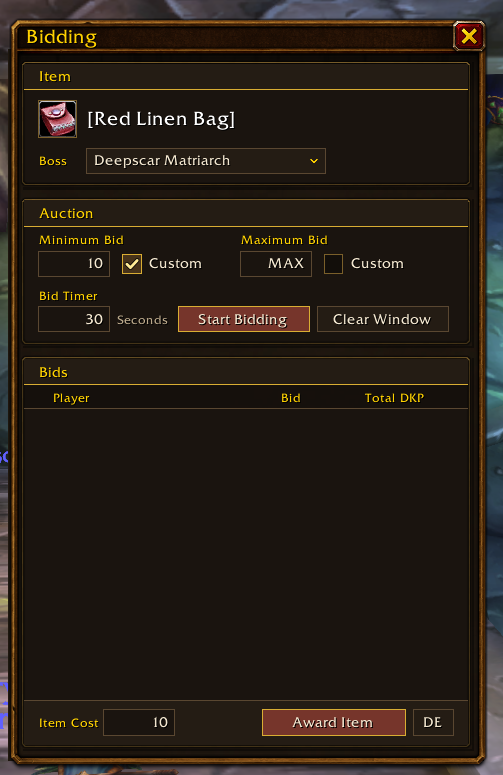 Bidding
Item
[Red Linen Bag]
Boss Deepscar Matriarch
Auction
Minimum Bid Maximum Bid
10 Custom MAX Custom
Bid Timer
30 Seconds Start Bidding Clear Window
Bids
Player Bid Total DKP
Item Cost 10 Award Item DE